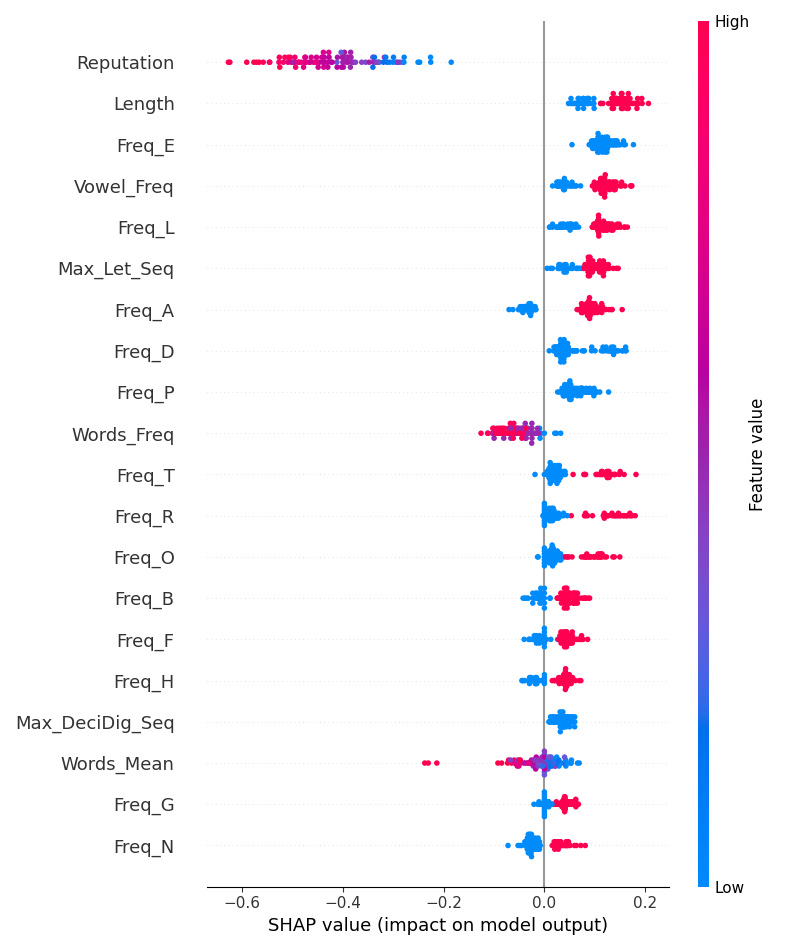 High
Reputation
Length
Freq_E
Vowel_Freq
Freq_L
Max_Let_Seq
Freq_A
Freq_D
Freq_P
Words_Freq
Freq_T
Freq_R
Freq_O
Freq_B
Freq_F
Freq_H
Max_DeciDig_Seq
Words_Mean
Freq_G
Freq_N
Feature value
Low
−0.6 −0.4 −0.2 0.0 0.2
SHAP value (impact on model output)